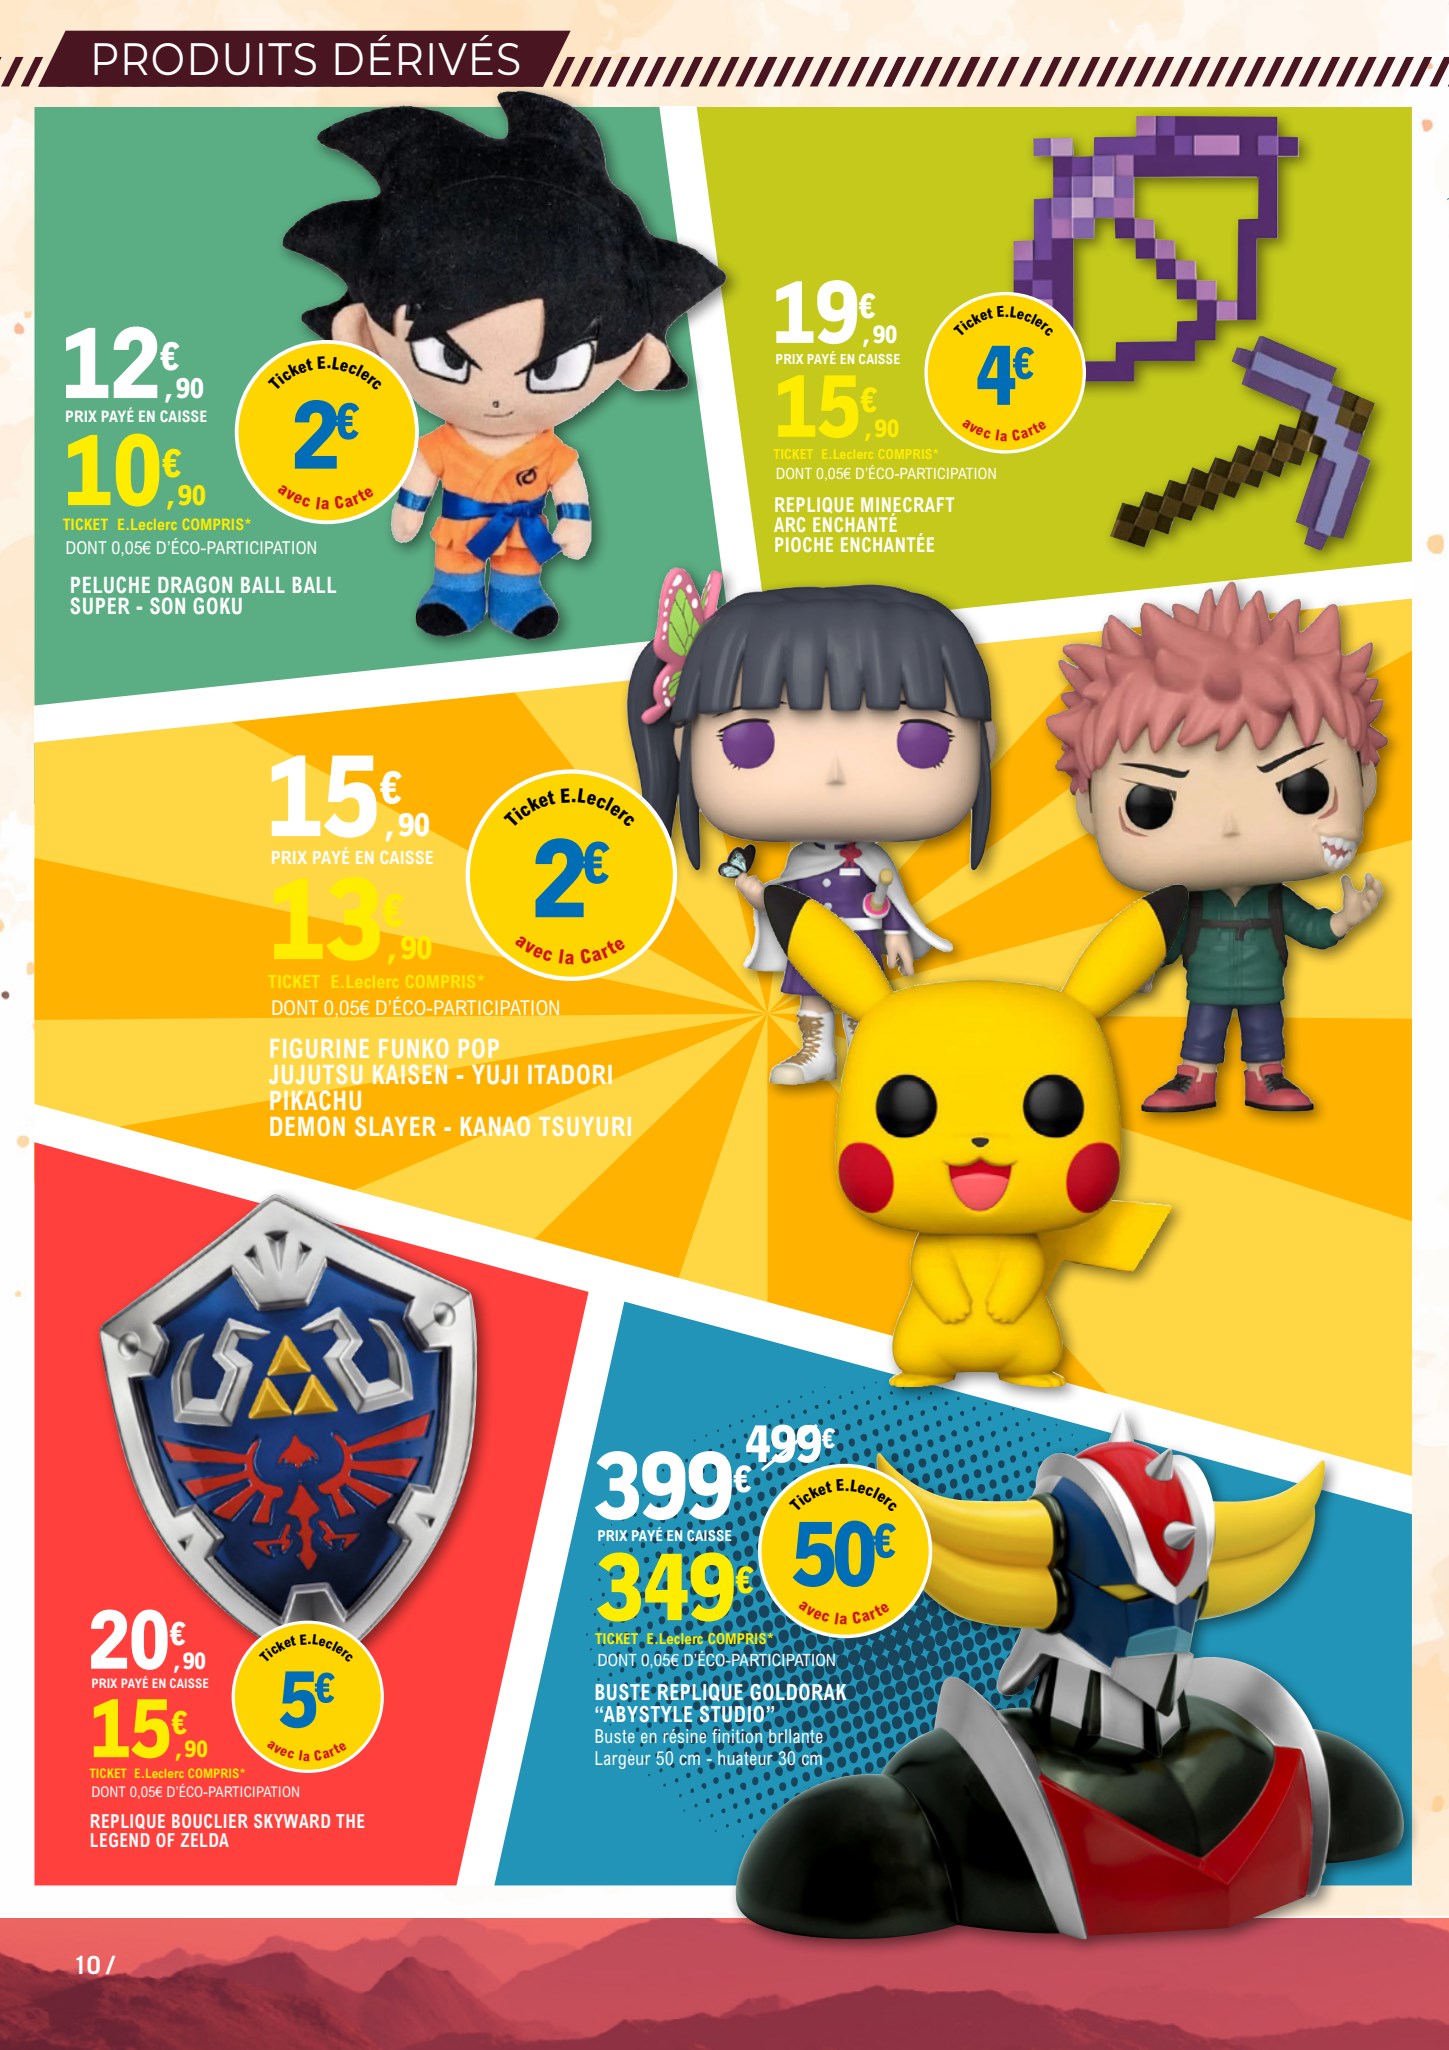 PRODUITS DÉRIVÉS
12€,90
PRIX PAYÉ EN CAISSE
10€,90
TICKET E.Leclerc COMPRIS*
DONT 0,05€ D'ÉCO-PARTICIPATION
Ticket E.Leclerc
2€
avec la Carte
PELUCHE DRAGON BALL BALL
SUPER - SON GOKU
19€,90
PRIX PAYÉ EN CAISSE
15€,90
TICKET E.Leclerc COMPRIS*
DONT 0,05€ D'ÉCO-PARTICIPATION
Ticket E.Leclerc
4€
avec la Carte
REPLIQUE MINECRAFT
ARC ENCHANTÉ
PIOCHE ENCHANTÉE
15€,90
PRIX PAYÉ EN CAISSE
13€,90
TICKET E.Leclerc COMPRIS*
DONT 0,05€ D'ÉCO-PARTICIPATION
Ticket E.Leclerc
2€
avec la Carte
FIGURINE FUNKO POP
JUJUTSU KAISEN - YUJI ITADORI
PIKACHU
DEMON SLAYER - KANAO TSUYURI
20€,90
PRIX PAYÉ EN CAISSE
15€,90
TICKET E.Leclerc COMPRIS*
DONT 0,05€ D'ÉCO-PARTICIPATION
Ticket E.Leclerc
5€
avec la Carte
REPLIQUE BOUCLIER SKYWARD THE
LEGEND OF ZELDA
499€
399€
PRIX PAYÉ EN CAISSE
349€
TICKET E.Leclerc COMPRIS*
DONT 0,05€ D'ÉCO-PARTICIPATION
Ticket E.Leclerc
50€
avec la Carte
BUSTE REPLIQUE GOLDORAK
“ABYSTYLE STUDIO”
Buste en résine finition brllante
Largeur 50 cm - huateur 30 cm
10 /